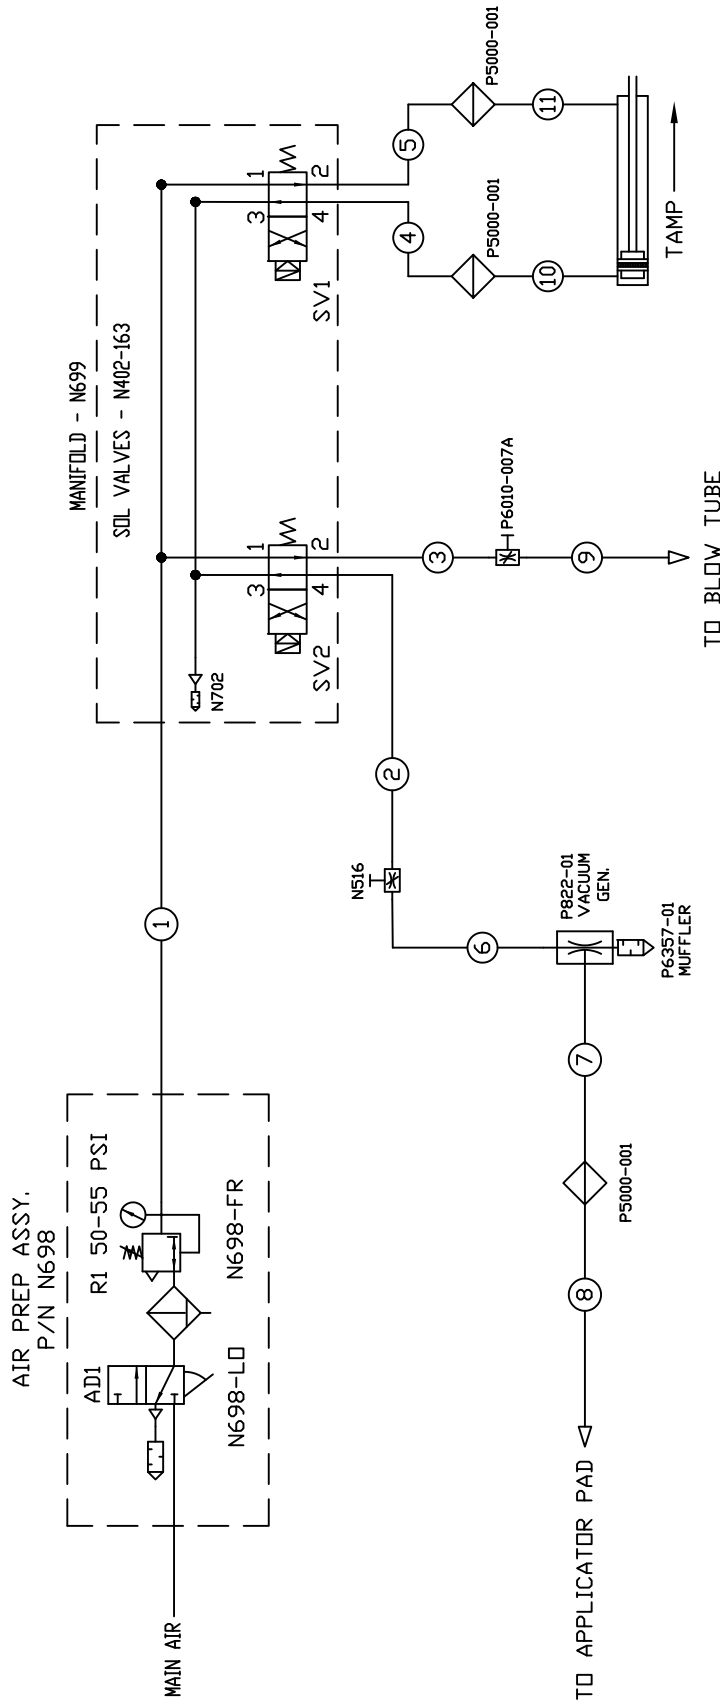 AIR PREP ASSY.
P/N N698
MAIN AIR
AD1
N698-LO
R1 50-55 PSI
N698-FR
1
MANIFOLD - N699
SOL VALVES - N402-163
N702
SV2
3
1
4
2
SV1
3
1
4
2
2
N516
6
P822-01
VACUUM
GEN.
P6357-01
MUFFLER
7
P5000-001
8
TO APPLICATOR PAD
3
P6010-007A
9
TO BLOW TUBE
4
P5000-001
10
5
P5000-001
11
TAMP